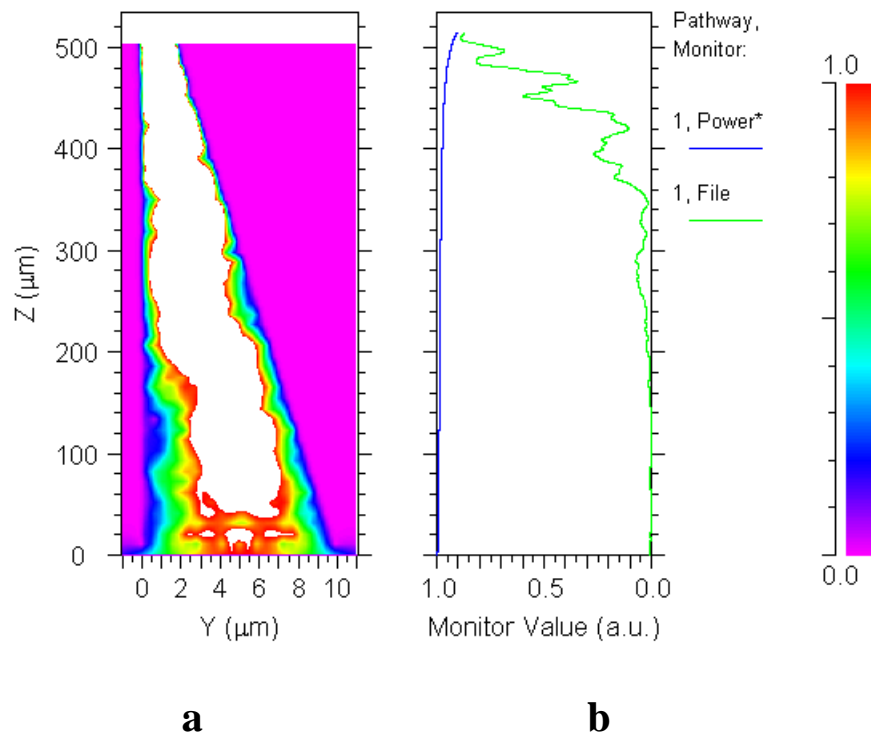 500
400
300
200
100
0
Z (μm)
0 2 4 6 8 10
Y (μm)
1.0 0.5 0.0
Monitor Value (a.u.)
Pathway,
Monitor:
1, Power*
1, File
1.0
0.0
a b